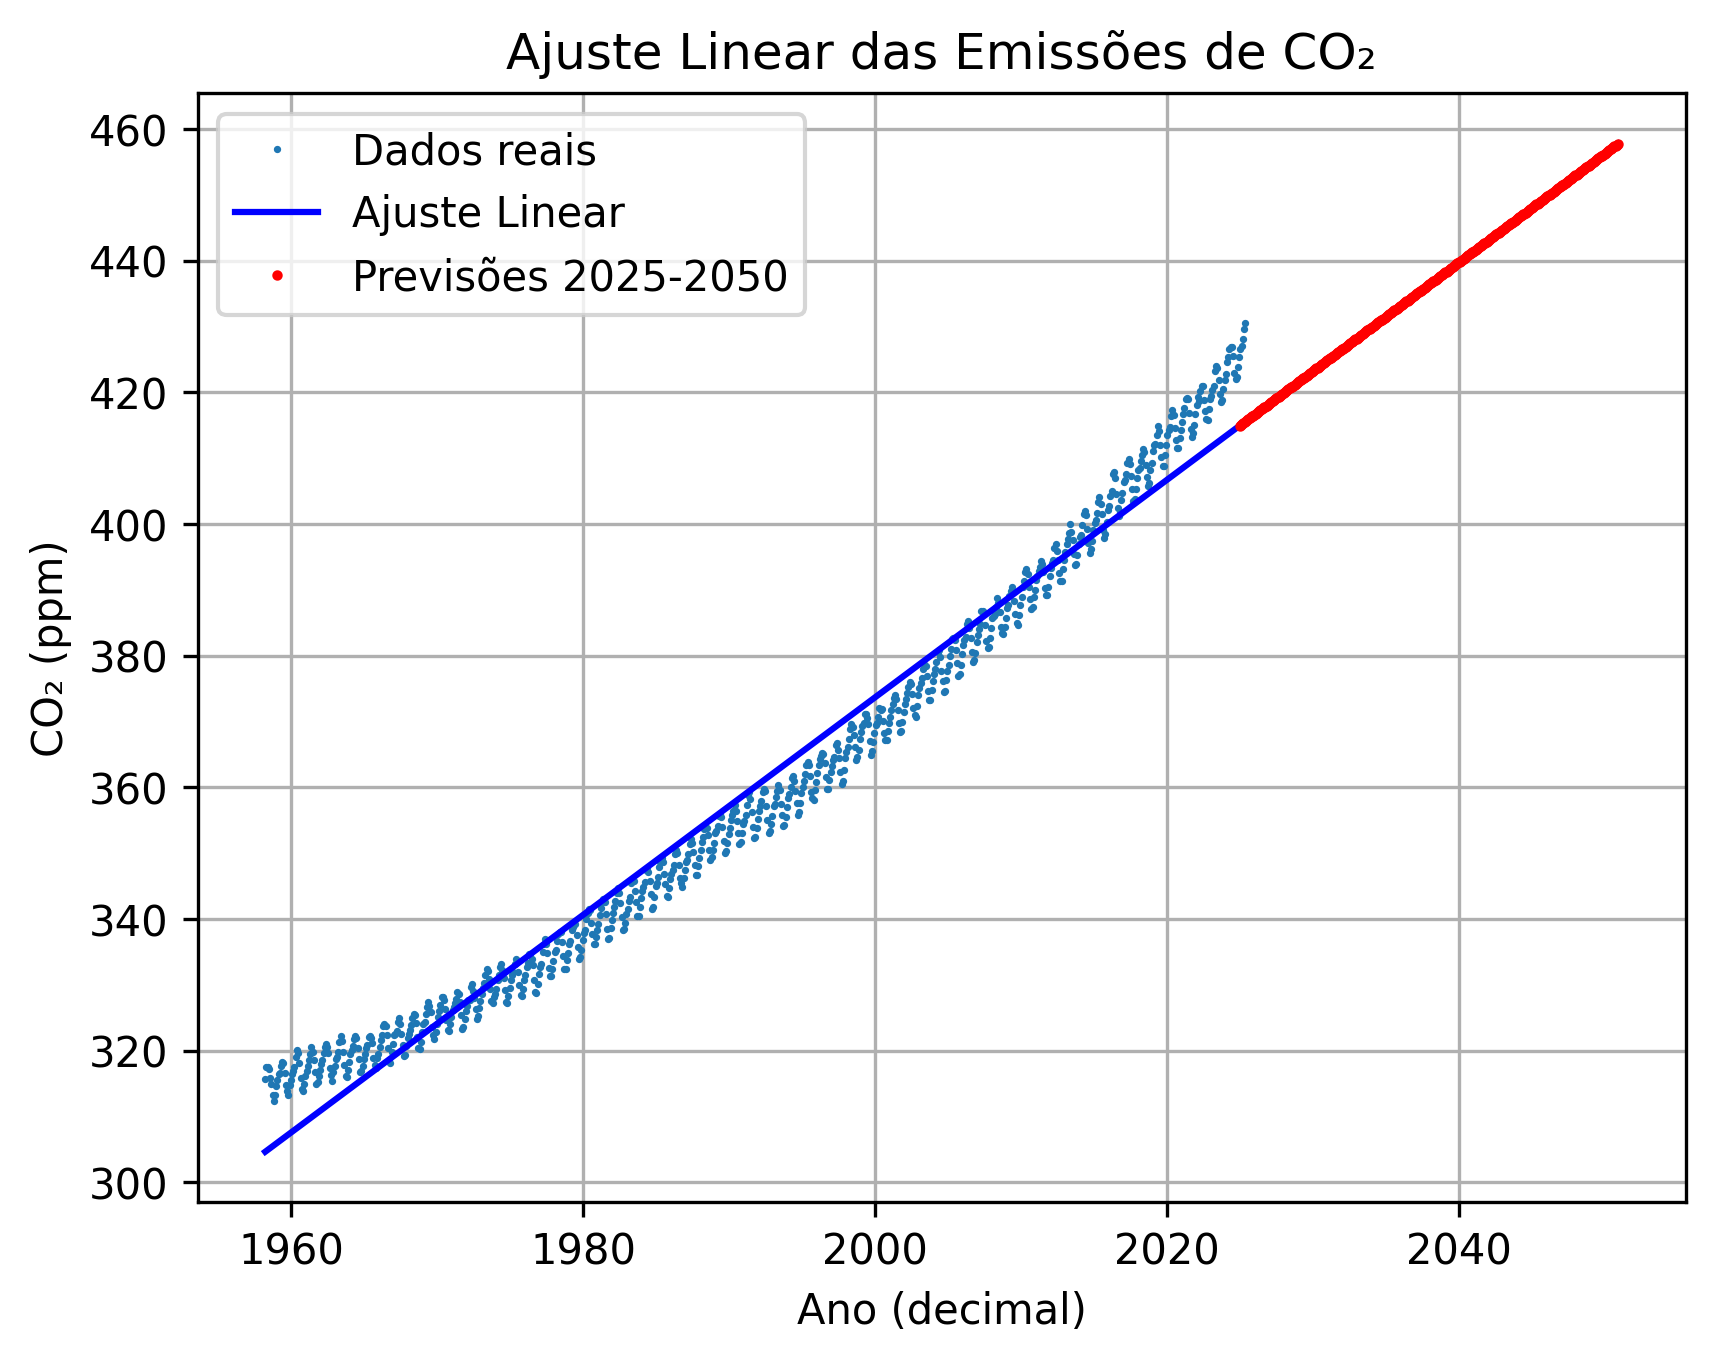 Ajuste Linear das Emissões de CO₂
Dados reais
Ajuste Linear
Previsões 2025-2050
460
440
420
400
380
360
340
320
300
CO₂ (ppm)
1960 1980 2000 2020 2040
Ano (decimal)